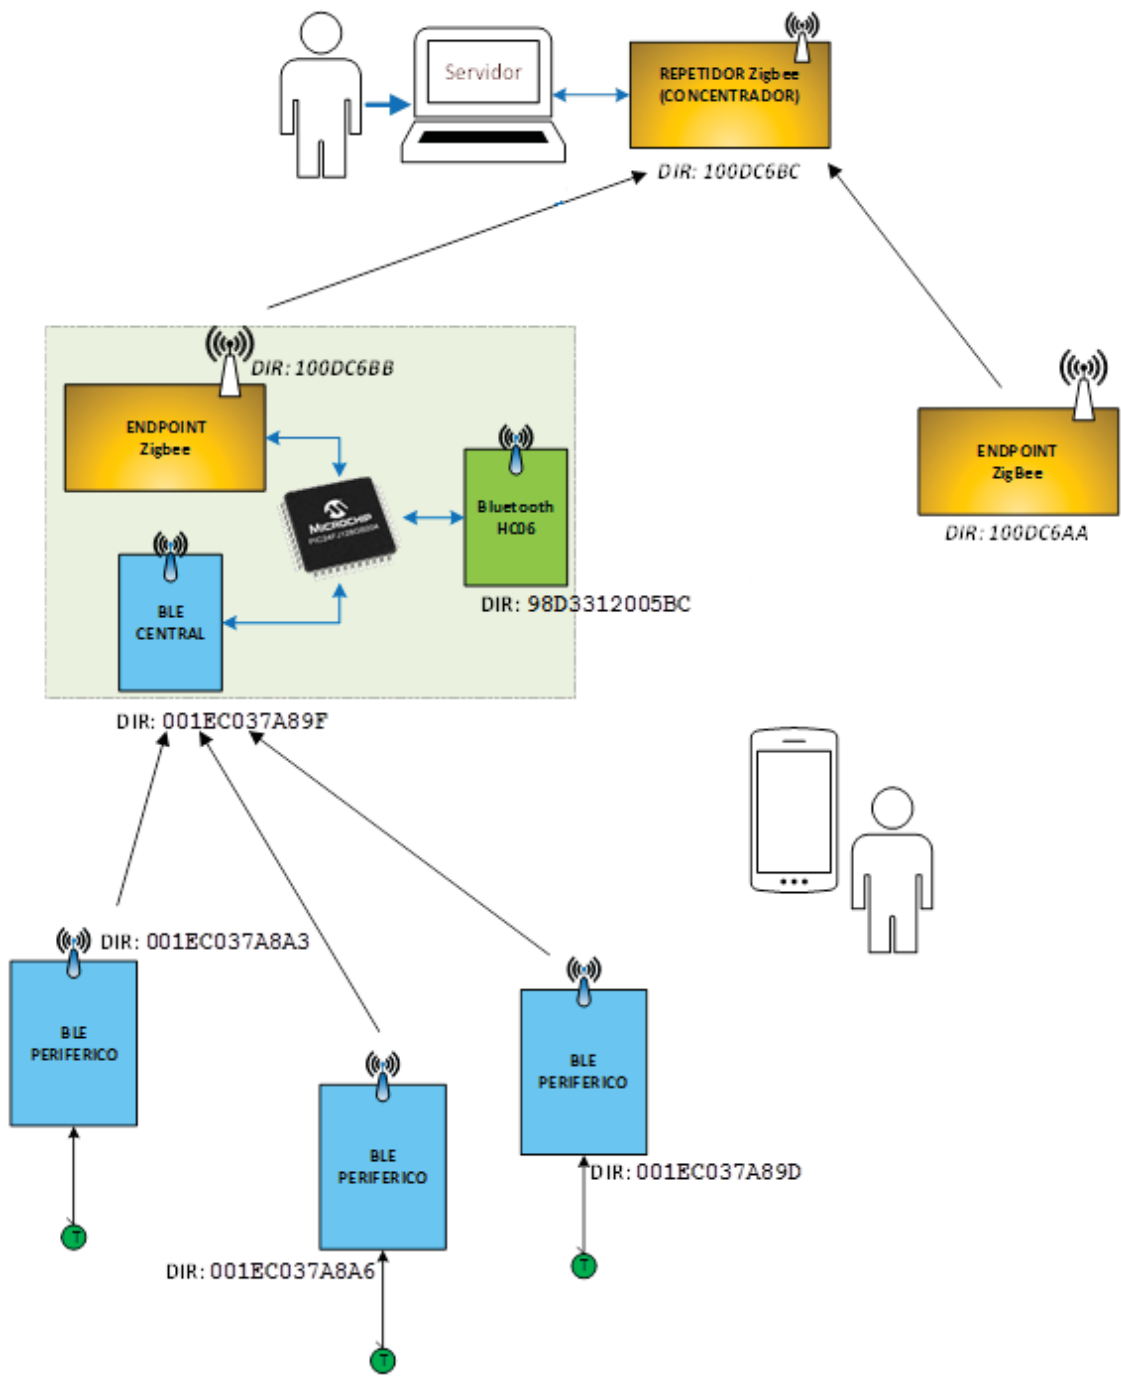 Servidor
REPETIDOR Zigbee
(CONCENTRADOR)
DIR: 100DC6BC
DIR: 100DC6BB
ENDPOINT
Zigbee
MICROCHIP
Bluetooth
HC06
DIR: 98D3312005BC
ENDPOINT
ZigBee
DIR: 100DC6AA
BLE
CENTRAL
DIR: 001EC037A89F
DIR: 001EC037A8A3
BLE
PERIFERICO
BLE
PERIFERICO
DIR: 001EC037A89D
BLE
PERIFERICO
DIR: 001EC037A8A6
T
T
T